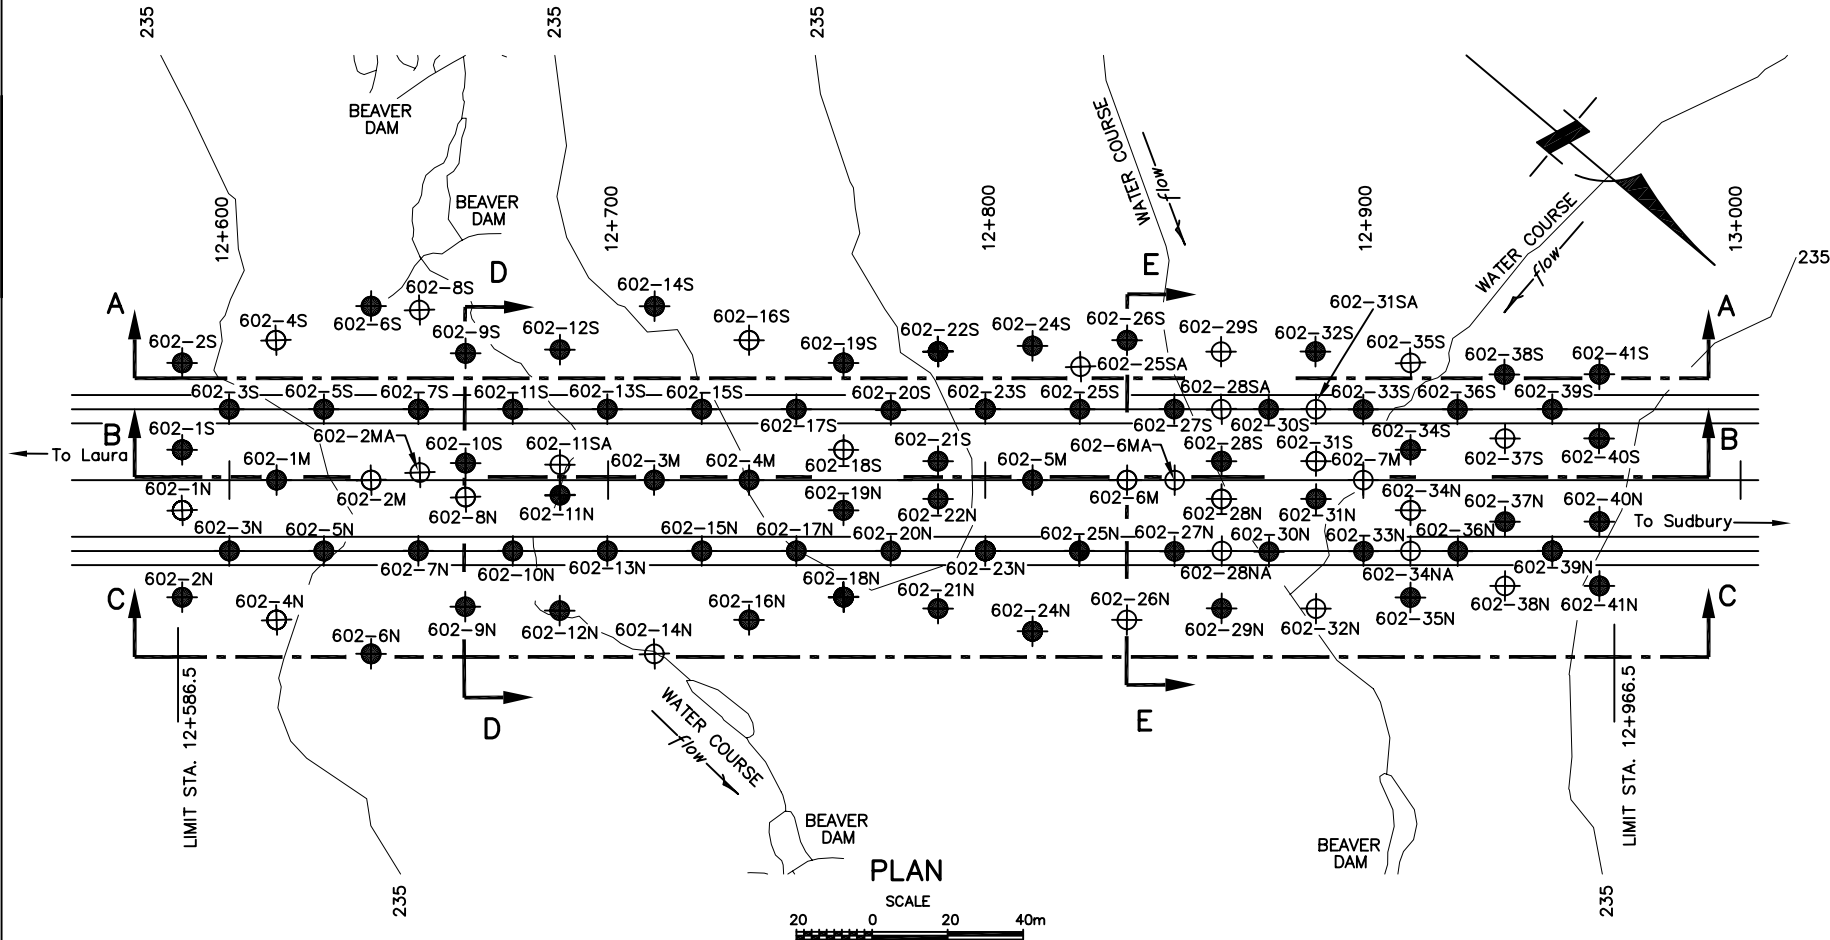 235
235
235
BEAVER
DAM
BEAVER
DAM
WATER COURSE
flow
WATER COURSE
flow
12+600
12+700
12+800
12+900
13+000
235
D
E
A
A
602-8S
602-14S
602-31SA
602-4S
602-6S
602-9S
602-12S
602-16S
602-22S
602-24S
602-26S
602-29S
602-32S
602-35S
602-38S
602-41S
602-2S
602-19S
602-25SA
602-3S
602-5S
602-7S
602-11S
602-13S
602-15S
602-20S
602-23S
602-25S
602-28SA
602-33S
602-36S
602-39S
602-17S
602-27S
602-30S
B
B
To Laura
602-1S
602-2MA
602-10S
602-11SA
602-21S
602-6MA
602-28S
602-31S
602-34S
602-1M
602-3M
602-4M
602-18S
602-5M
602-7M
602-37S
602-40S
602-1N
602-2M
602-8N
602-11N
602-19N
602-22N
602-6M
602-28N
602-31N
602-34N
602-37N
602-40N
To Sudbury
602-3N
602-5N
602-15N
602-17N
602-20N
602-25N
602-27N
602-30N
602-33N
602-36N
602-7N
602-10N
602-13N
602-23N
602-28NA
602-34NA
602-39N
602-2N
602-18N
602-21N
602-38N
602-41N
C
C
602-4N
602-16N
602-26N
602-6N
602-9N
602-12N
602-14N
602-24N
602-29N
602-32N
602-35N
LIMIT STA. 12+586.5
LIMIT STA. 12+966.5
D
E
WATER COURSE
flow
BEAVER
DAM
BEAVER
DAM
235
235
PLAN
SCALE
20 0 20 40m